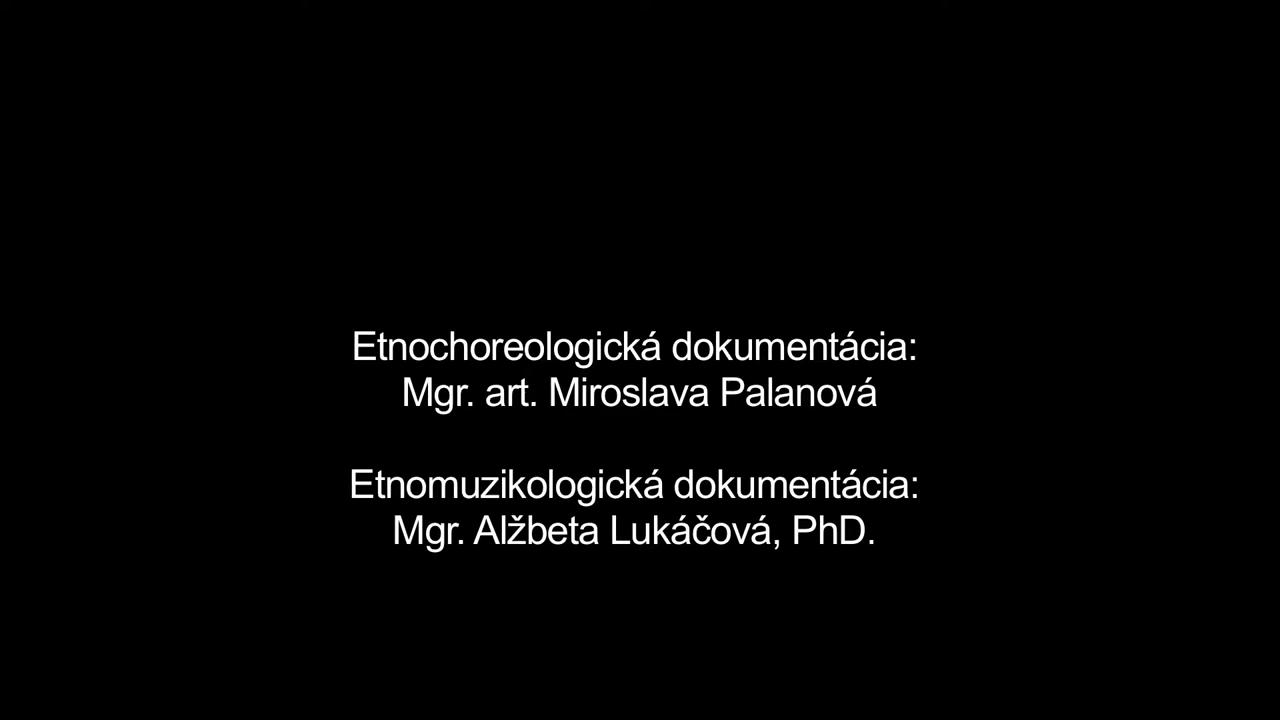 Etnochoreologická dokumentácia:
Mgr. art. Miroslava Palanová
Etnomuzikologická dokumentácia:
Mgr. Alžbeta Lukáčová, PhD.